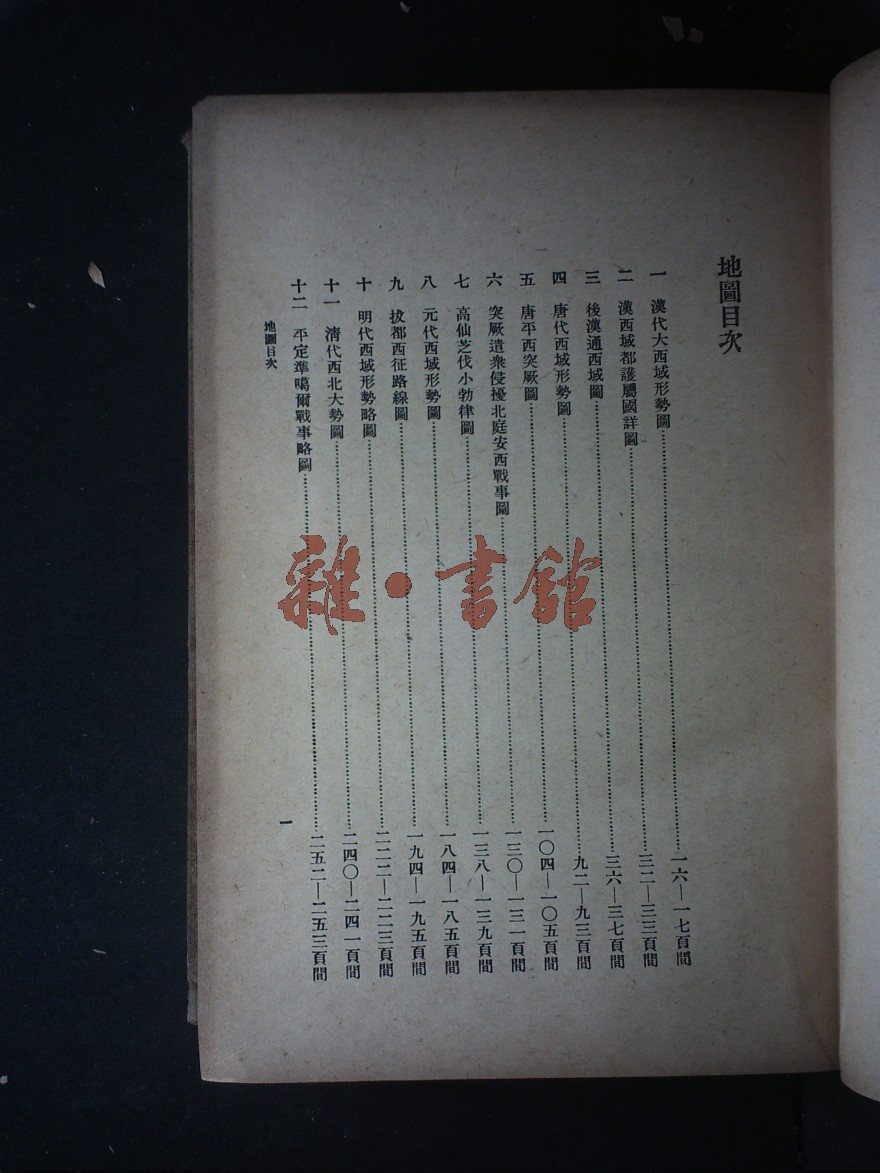 地圖目次
一　漢代大西域形勢圖…………一六—一七頁間
二　漢西域都護屬國詳圖…………三二—三三頁間
三　後漢通西域圖…………三六—三七頁間
四　唐代西域形勢圖…………九二—九三頁間
五　唐平西突厥圖…………一〇四—一〇五頁間
六　突厥遣衆侵擾北庭安西戰事圖…………一三〇—一三一頁間
七　高仙芝伐小勃律圖…………一三八—一三九頁間
八　元代西域形勢圖…………一八四—一八五頁間
九　拔都西征路線圖…………一九四—一九五頁間
十　明代西域形勢略圖…………二二二—二二三頁間
十一　清代西北大勢圖…………二四〇—二四一頁間
十二　平定準噶爾戰事略圖…………二五二—二五三頁間
地圖目次
一
雜·書館